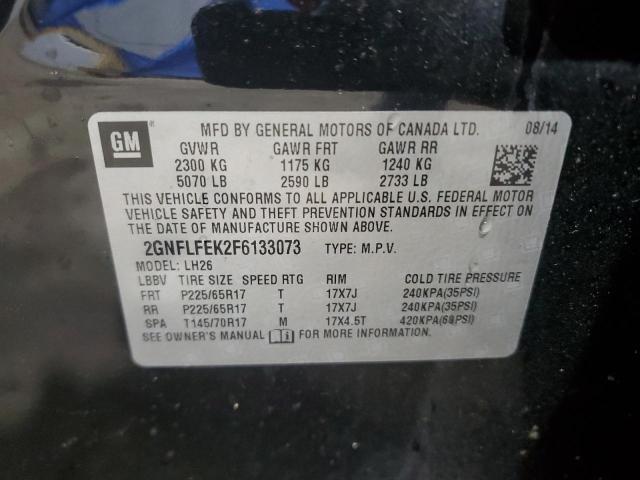 GM
MFD BY GENERAL MOTORS OF CANADA LTD. 08/14
GVWR GAWR FRT GAWR RR
2300 KG 1175 KG 1240 KG
5070 LB 2590 LB 2733 LB
THIS VEHICLE CONFORMS TO ALL APPLICABLE U.S. FEDERAL MOTOR
VEHICLE SAFETY AND THEFT PREVENTION STANDARDS IN EFFECT ON
THE DATE OF MANUFACTURE SHOWN ABOVE.
2GNFLFEK2F6133073 TYPE: M.P.V.
MODEL: LH26
LBBV TIRE SIZE SPEED RTG RIM COLD TIRE PRESSURE
FRT P225/65R17 T 17X7J 240KPA(35PSI)
RR P225/65R17 T 17X7J 240KPA(35PSI)
SPA T145/70R17 M 17X4.5T 420KPA(60PSI)
SEE OWNER'S MANUAL FOR MORE INFORMATION.